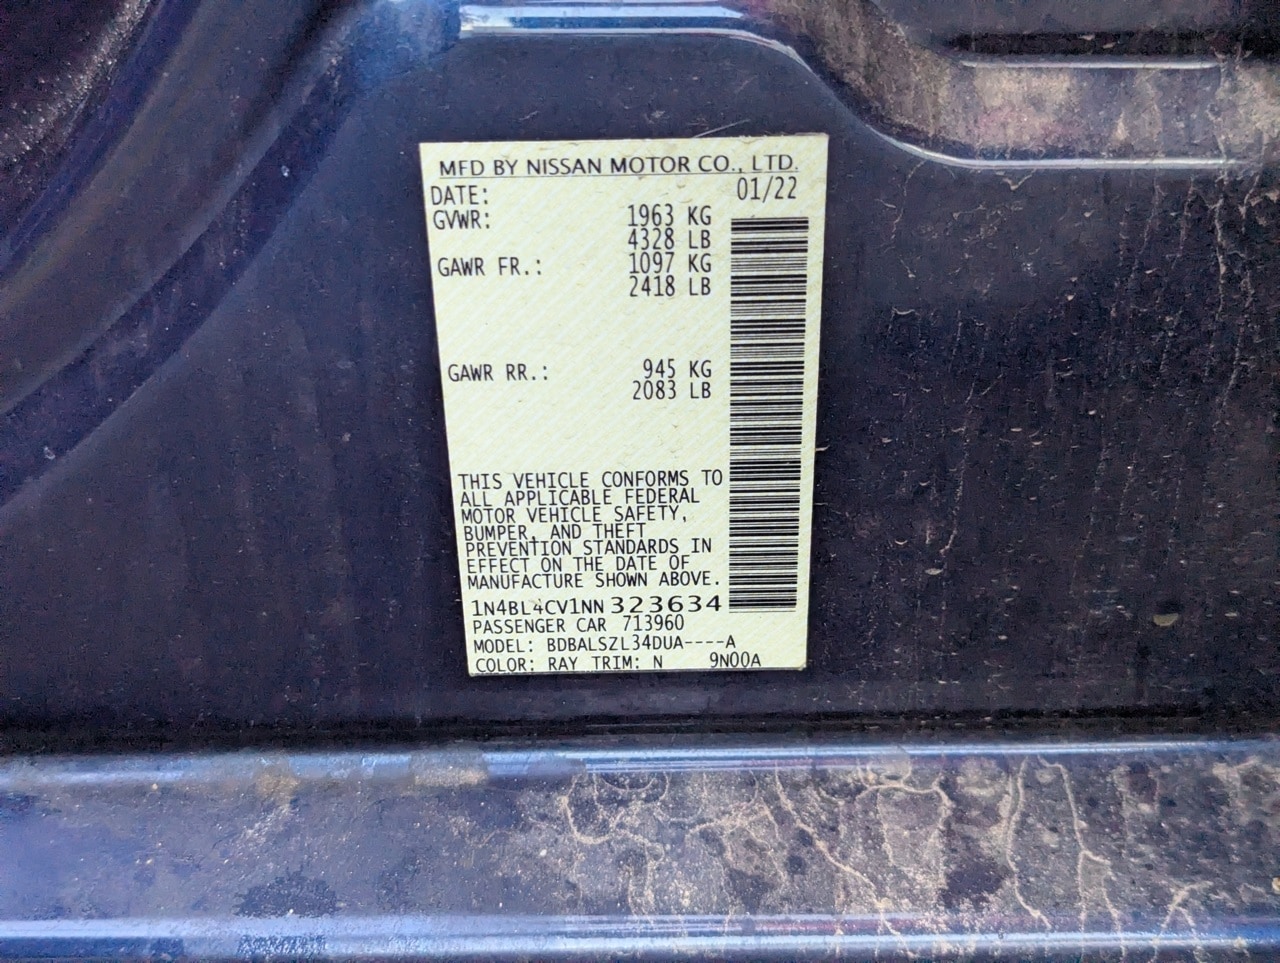 MFD BY NISSAN MOTOR CO., LTD.
DATE: 01/22
GVWR: 1963 KG
4328 LB
GAWR FR.: 1097 KG
2418 LB
GAWR RR.: 945 KG
2083 LB
THIS VEHICLE CONFORMS TO
ALL APPLICABLE FEDERAL
MOTOR VEHICLE SAFETY,
BUMPER, AND THEFT
PREVENTION STANDARDS IN
EFFECT ON THE DATE OF
MANUFACTURE SHOWN ABOVE.
1N4BL4CV1NN323634
PASSENGER CAR 713960
MODEL: BDBALSZL34DUA----A
COLOR: RAY TRIM: N 9N00A